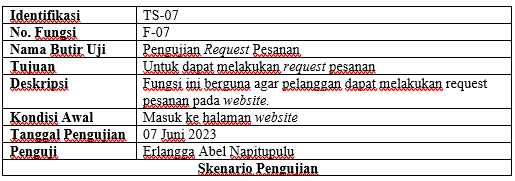 Identifikasi TS-07
No. Fungsi F-07
Nama Butir Uji Pengujian Request Pesanan
Tujuan Untuk dapat melakukan request pesanan
Deskripsi Fungsi ini berguna agar pelanggan dapat melakukan request
pesanan pada website.
Kondisi Awal Masuk ke halaman website
Tanggal Pengujian 07 Juni 2023
Penguji Erlangga Abel Napitupulu
Skenario Pengujian